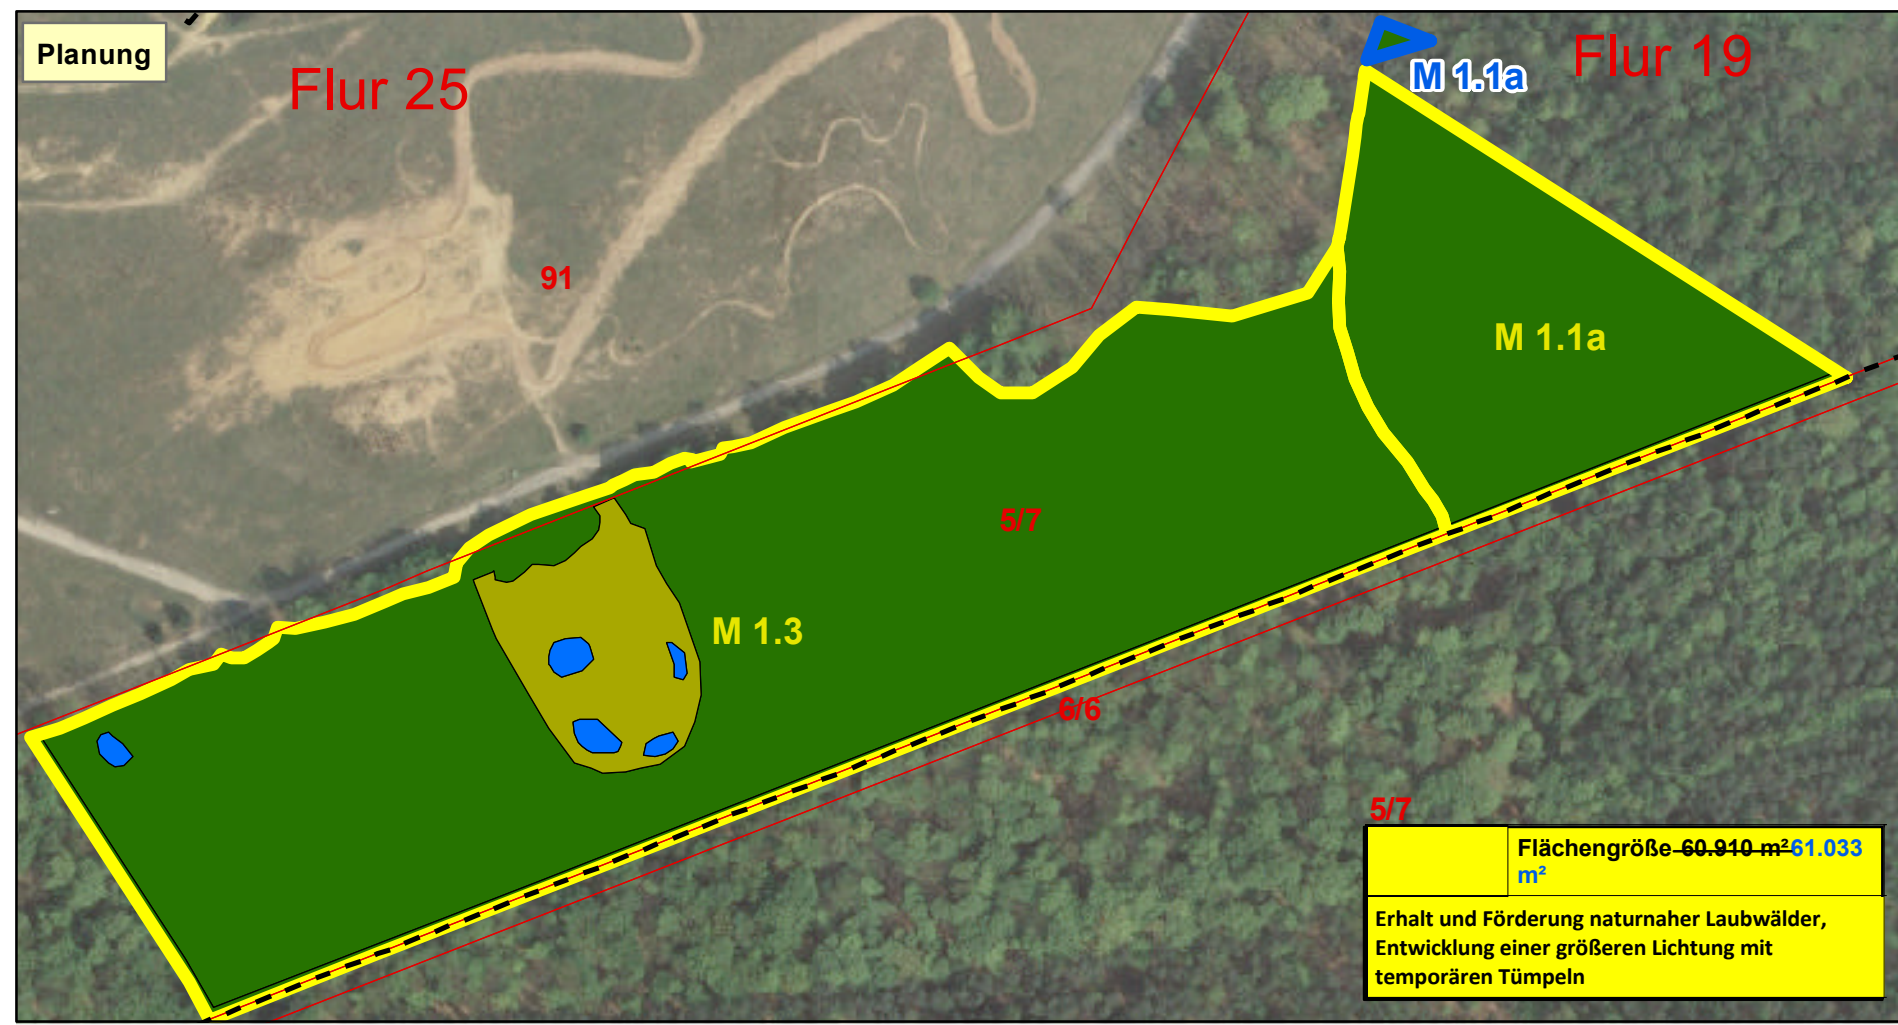 Planung
Flur 25
Flur 19
M 1.1a
91
M 1.1a
5/7
M 1.3
6/6
5/7
Flächengröße 60.910 m² 61.033
m²
Erhalt und Förderung naturnaher Laubwälder,
Entwicklung einer größeren Lichtung mit
temporären Tümpeln